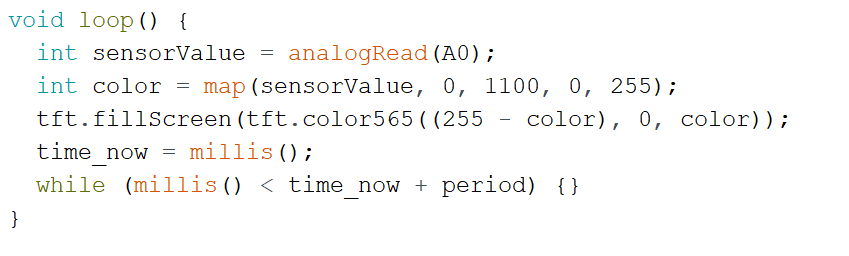 void loop() {
  int sensorValue = analogRead(A0);
  int color = map(sensorValue, 0, 1100, 0, 255);
  tft.fillScreen(tft.color565((255 - color), 0, color));
  time_now = millis();
  while (millis() < time_now + period) {}
}